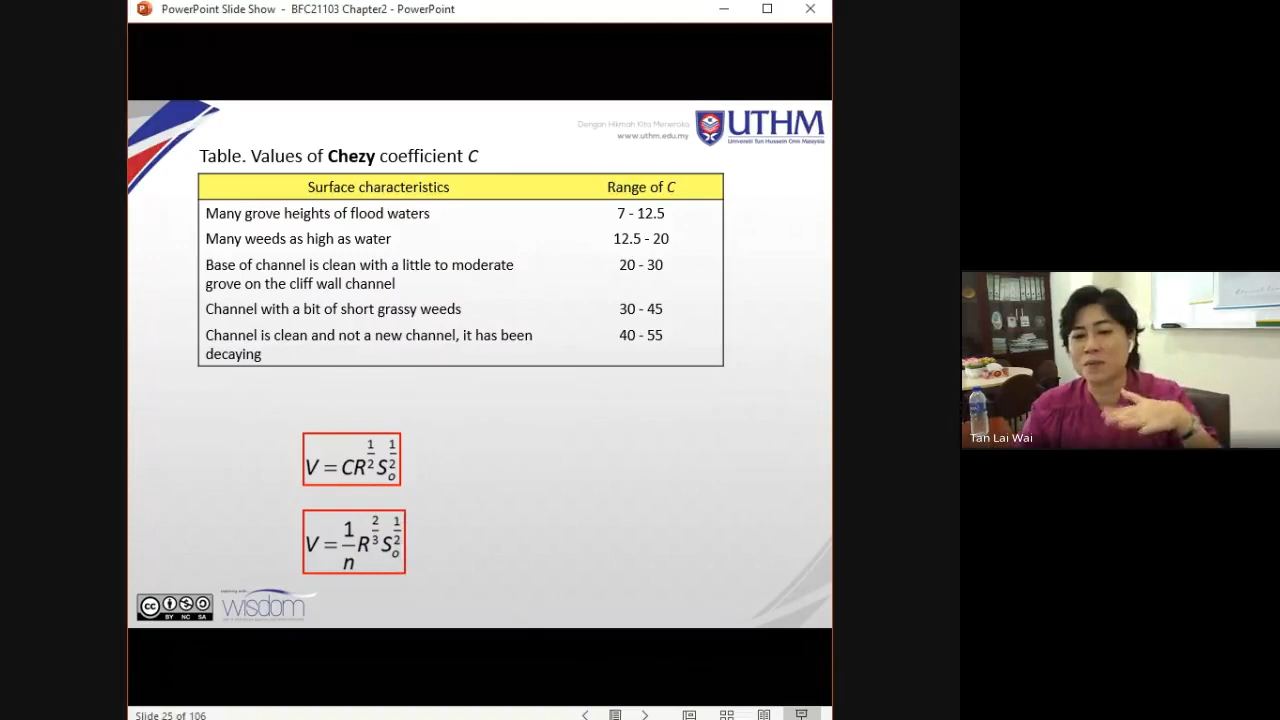 PowerPoint Slide Show - BFC21103 Chapter2 - PowerPoint
Dengan Hikmah Kita Meneroka
www.uthm.edu.my
UTHM
Universiti Tun Hussein Onn Malaysia
Table. Values of Chezy coefficient C
Surface characteristics Range of C
Many grove heights of flood waters 7 - 12.5
Many weeds as high as water 12.5 - 20
Base of channel is clean with a little to moderate 20 - 30
grove on the cliff wall channel
Channel with a bit of short grassy weeds 30 - 45
Channel is clean and not a new channel, it has been 40 - 55
decaying
V = CR^{1/2} S_o^{1/2}
V = \frac{1}{n} R^{2/3} S_o^{1/2}
cc BY NC SA
wisdom
Tan Lai Wai
Slide 25 of 106